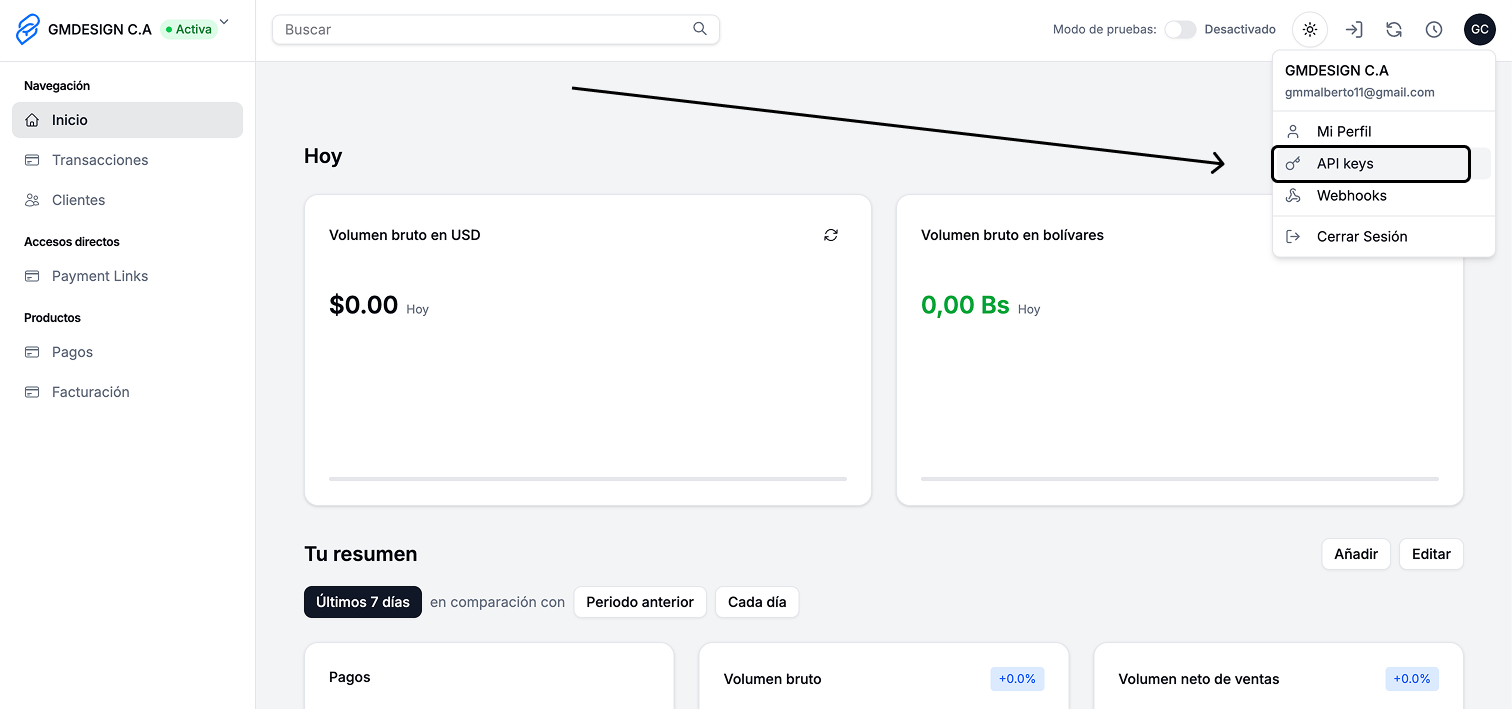 GMDESIGN C.A
Activa
Buscar
Modo de pruebas:
Desactivado
GC
GMDESIGN C.A
gmmalberto11@gmail.com
Mi Perfil
API keys
Webhooks
Cerrar Sesión
Navegación
Inicio
Transacciones
Clientes
Accesos directos
Payment Links
Productos
Pagos
Facturación
Hoy
Volumen bruto en USD
$0.00 Hoy
Volumen bruto en bolívares
0,00 Bs Hoy
Tu resumen
Añadir
Editar
Últimos 7 días en comparación con Periodo anterior Cada día
Pagos
Volumen bruto +0.0%
Volumen neto de ventas +0.0%